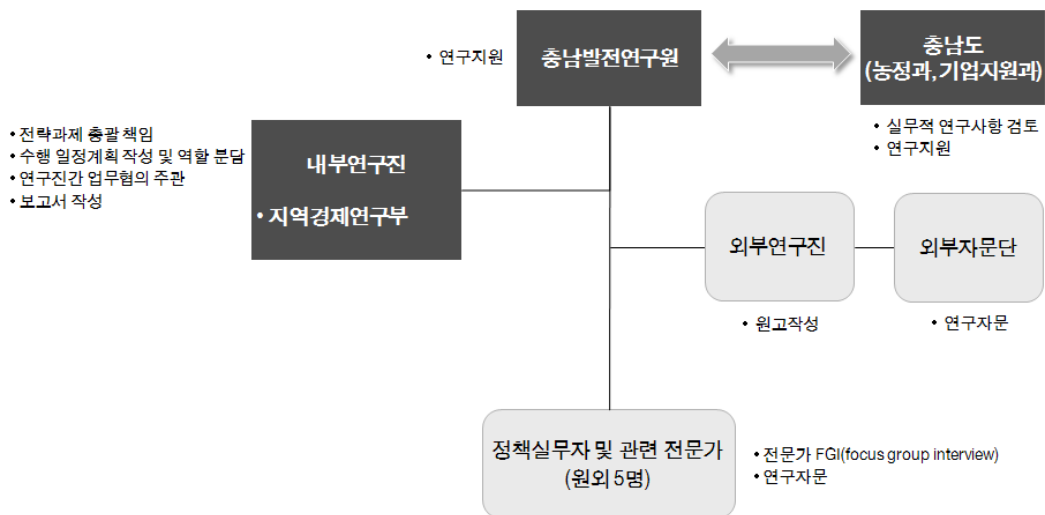 • 연구지원
충남발전연구원
충남도
(농정과, 기업지원과)
• 실무적 연구사항 검토
• 연구지원
• 전략과제 총괄 책임
• 수행 일정계획 작성 및 역할 분담
• 연구진간 업무협의 주관
• 보고서 작성
내부연구진
• 지역경제연구부
외부연구진
외부자문단
• 원고작성
• 연구자문
정책실무자 및 관련 전문가
(원외 5명)
• 전문가 FGI(focus group interview)
• 연구자문